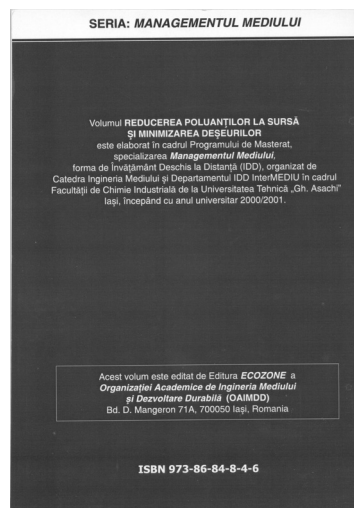 SERIA: MANAGEMENTUL MEDIULUI
Volumul REDUCEREA POLUANȚILOR LA SURSĂ
ȘI MINIMIZAREA DEȘEURILOR
este elaborat în cadrul Programului de Masterat,
specializarea Managementul Mediului,
forma de Învățământ Deschis la Distanță (IDD), organizat de
Catedra Ingineria Mediului și Departamentul IDD InterMEDIU în cadrul
Facultății de Chimie Industrială de la Universitatea Tehnică „Gh. Asachi”
Iași, începând cu anul universitar 2000/2001.
Acest volum este editat de Editura ECOZONE a
Organizației Academice de Ingineria Mediului
și Dezvoltare Durabilă (OAIMDD)
Bd. D. Mangeron 71A, 700050 Iași, Romania
ISBN 973-86-84-8-4-6